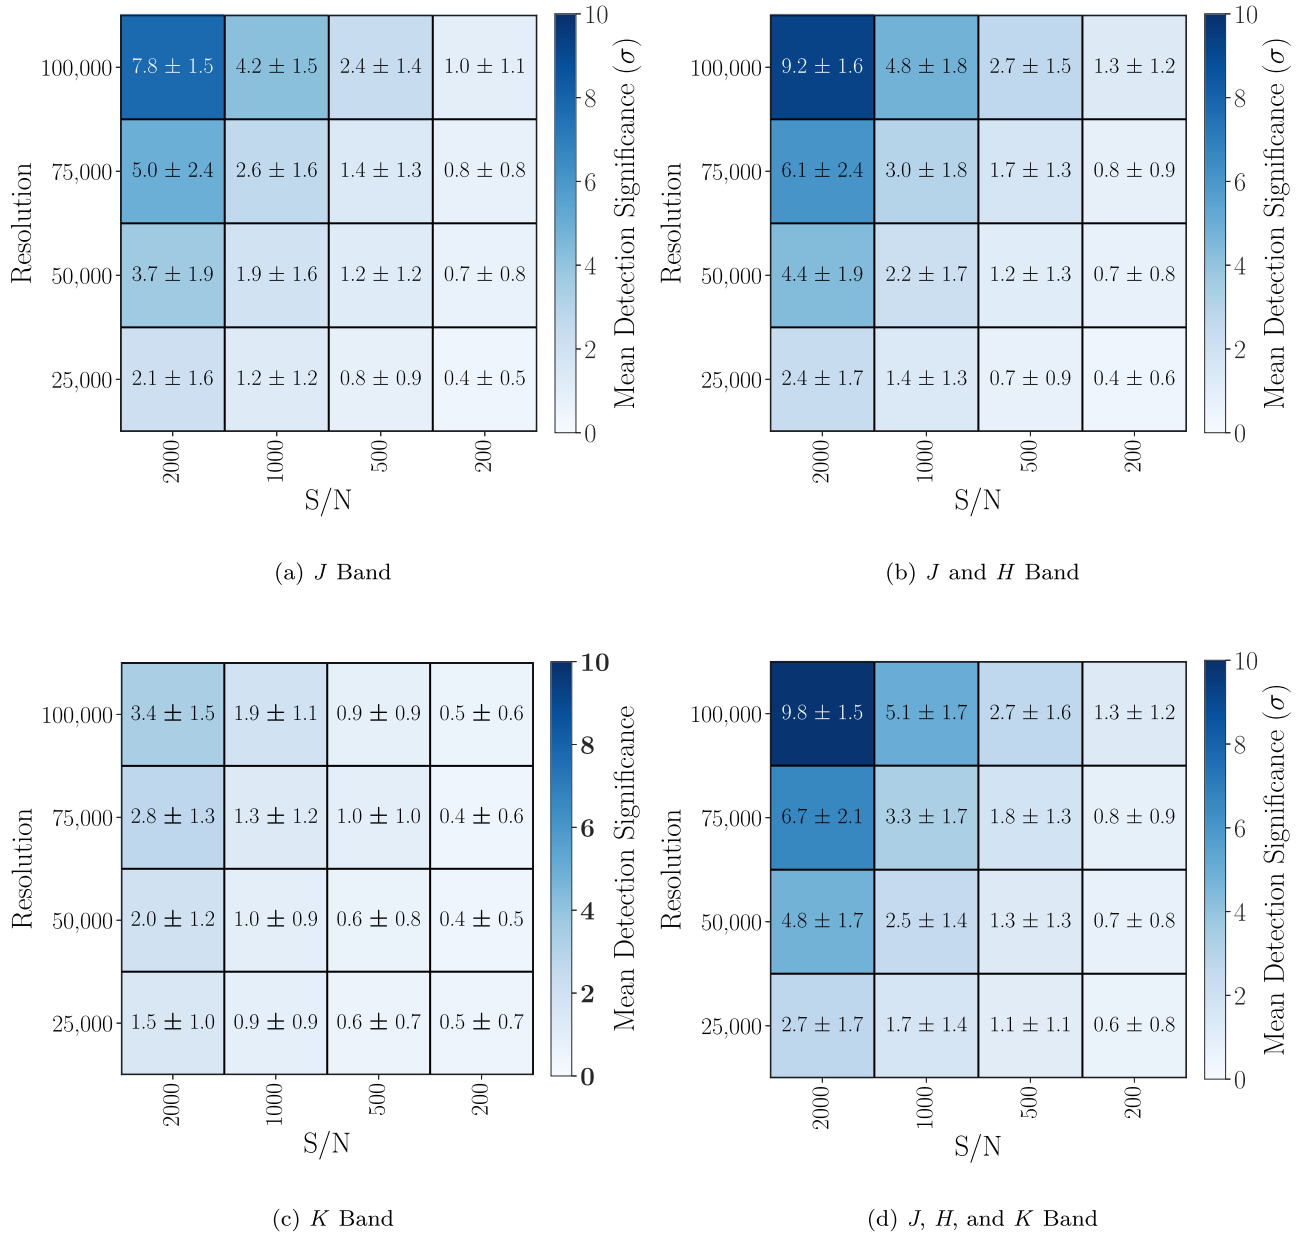 Resolution
100,000
75,000
50,000
25,000
7.8 ± 1.5 4.2 ± 1.5 2.4 ± 1.4 1.0 ± 1.1
5.0 ± 2.4 2.6 ± 1.6 1.4 ± 1.3 0.8 ± 0.8
3.7 ± 1.9 1.9 ± 1.6 1.2 ± 1.2 0.7 ± 0.8
2.1 ± 1.6 1.2 ± 1.2 0.8 ± 0.9 0.4 ± 0.5
2000 1000 500 200
S/N
10
8
6
4
2
0
Mean Detection Significance (σ)
(a) J Band
Resolution
100,000
75,000
50,000
25,000
9.2 ± 1.6 4.8 ± 1.8 2.7 ± 1.5 1.3 ± 1.2
6.1 ± 2.4 3.0 ± 1.8 1.7 ± 1.3 0.8 ± 0.9
4.4 ± 1.9 2.2 ± 1.7 1.2 ± 1.3 0.7 ± 0.8
2.4 ± 1.7 1.4 ± 1.3 0.7 ± 0.9 0.4 ± 0.6
2000 1000 500 200
S/N
10
8
6
4
2
0
Mean Detection Significance (σ)
(b) J and H Band
Resolution
100,000
75,000
50,000
25,000
3.4 ± 1.5 1.9 ± 1.1 0.9 ± 0.9 0.5 ± 0.6
2.8 ± 1.3 1.3 ± 1.2 1.0 ± 1.0 0.4 ± 0.6
2.0 ± 1.2 1.0 ± 0.9 0.6 ± 0.8 0.4 ± 0.5
1.5 ± 1.0 0.9 ± 0.9 0.6 ± 0.7 0.5 ± 0.7
2000 1000 500 200
S/N
10
8
6
4
2
0
Mean Detection Significance
(c) K Band
Resolution
100,000
75,000
50,000
25,000
9.8 ± 1.5 5.1 ± 1.7 2.7 ± 1.6 1.3 ± 1.2
6.7 ± 2.1 3.3 ± 1.7 1.8 ± 1.3 0.8 ± 0.9
4.8 ± 1.7 2.5 ± 1.4 1.3 ± 1.3 0.7 ± 0.8
2.7 ± 1.7 1.7 ± 1.4 1.1 ± 1.1 0.6 ± 0.8
2000 1000 500 200
S/N
10
8
6
4
2
0
Mean Detection Significance (σ)
(d) J, H, and K Band